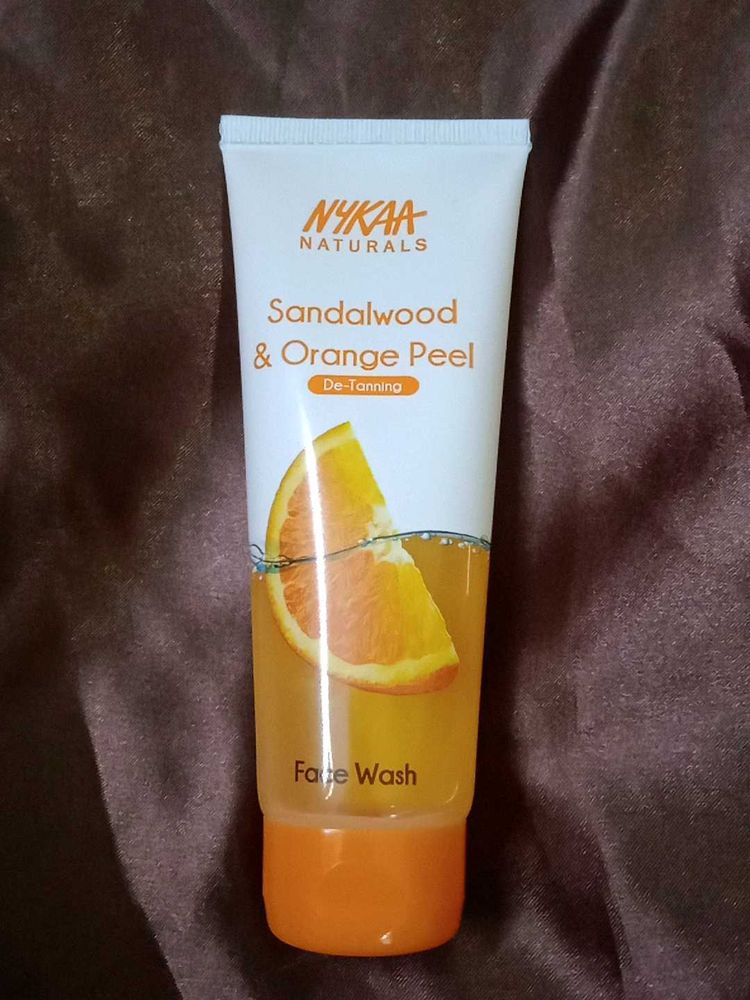 NYKAA
NATURALS
Sandalwood
& Orange Peel
De-Tanning
Face Wash